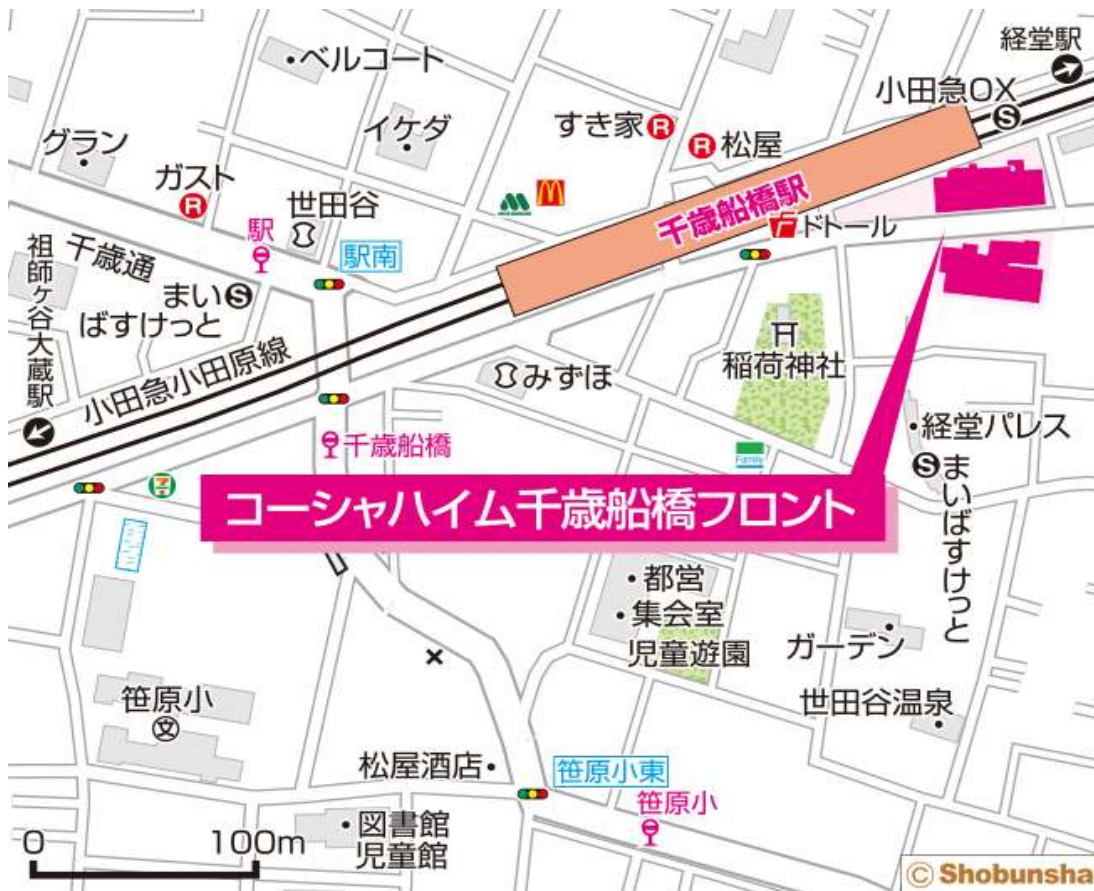 経堂駅
小田急OX
S
ベルコート
イケダ
すき家
R
R
松屋
グラン
ガスト
R
世田谷
駅
駅南
千歳船橋駅
ドトール
千歳通
まい
ばすけっと
S
祖師ヶ谷大蔵駅
小田急小田原線
みずほ
稲荷神社
千歳船橋
Family
経堂パレス
S
まいばすけっと
コーシャハイム千歳船橋フロント
都営
集会室
児童遊園
ガーデン
世田谷温泉
笹原小
文
松屋酒店
笹原小東
笹原小
図書館
児童館
0
100m
© Shobunsha